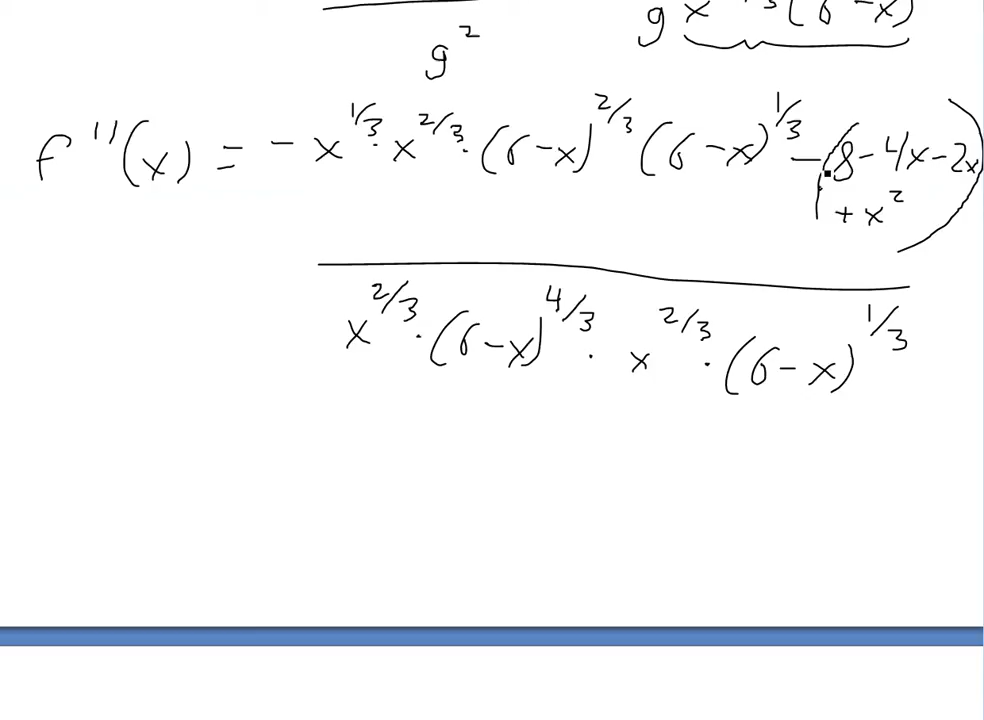 g x (6-x)
g²
f''(x) = - x^{1/3} · x^{2/3} · (6-x)^{2/3} (6-x)^{1/3} - (8 - 4x - 2x
+ x²)
x^{2/3} · (6-x)^{4/3} · x^{2/3} · (6-x)^{1/3}